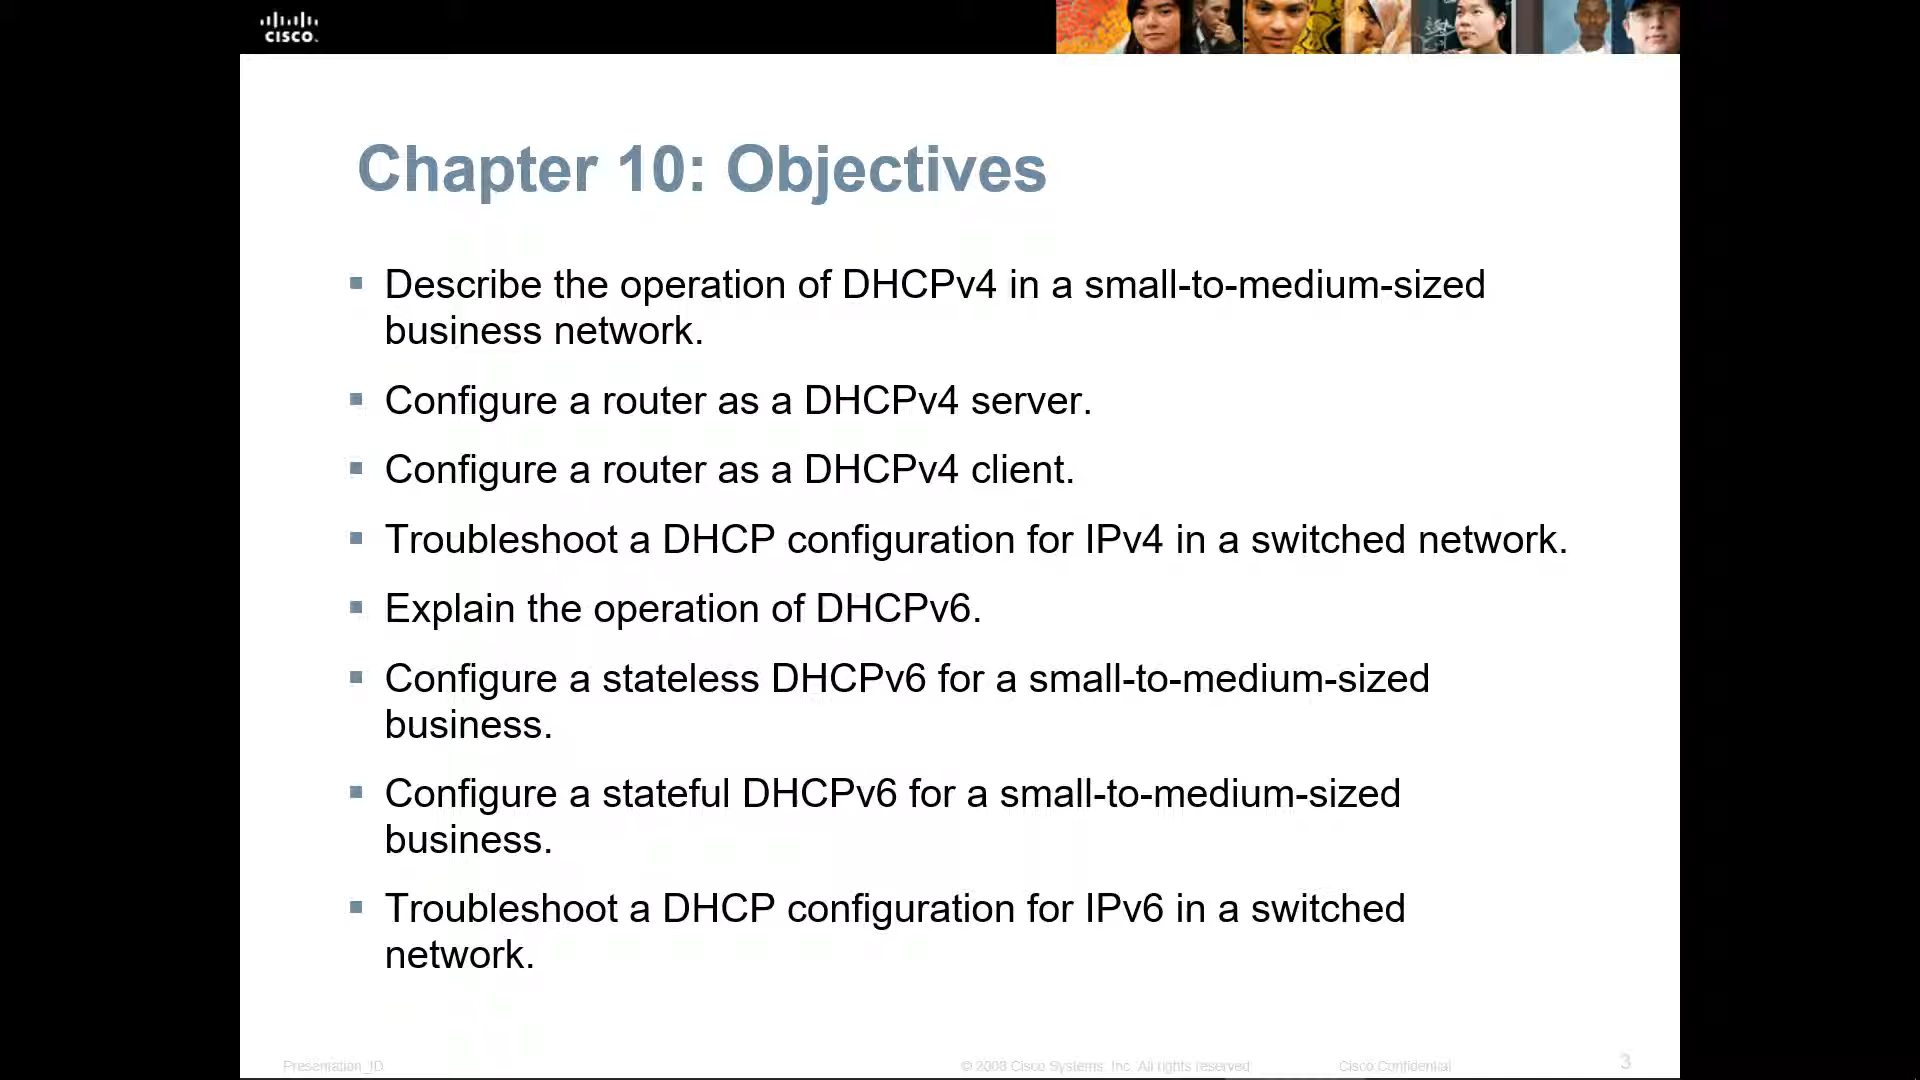 CISCO.
Chapter 10: Objectives
Describe the operation of DHCPv4 in a small-to-medium-sized
business network.
Configure a router as a DHCPv4 server.
Configure a router as a DHCPv4 client.
Troubleshoot a DHCP configuration for IPv4 in a switched network.
Explain the operation of DHCPv6.
Configure a stateless DHCPv6 for a small-to-medium-sized
business.
Configure a stateful DHCPv6 for a small-to-medium-sized
business.
Troubleshoot a DHCP configuration for IPv6 in a switched
network.
Presentation_ID
© 2008 Cisco Systems, Inc. All rights reserved
Cisco Confidential
3